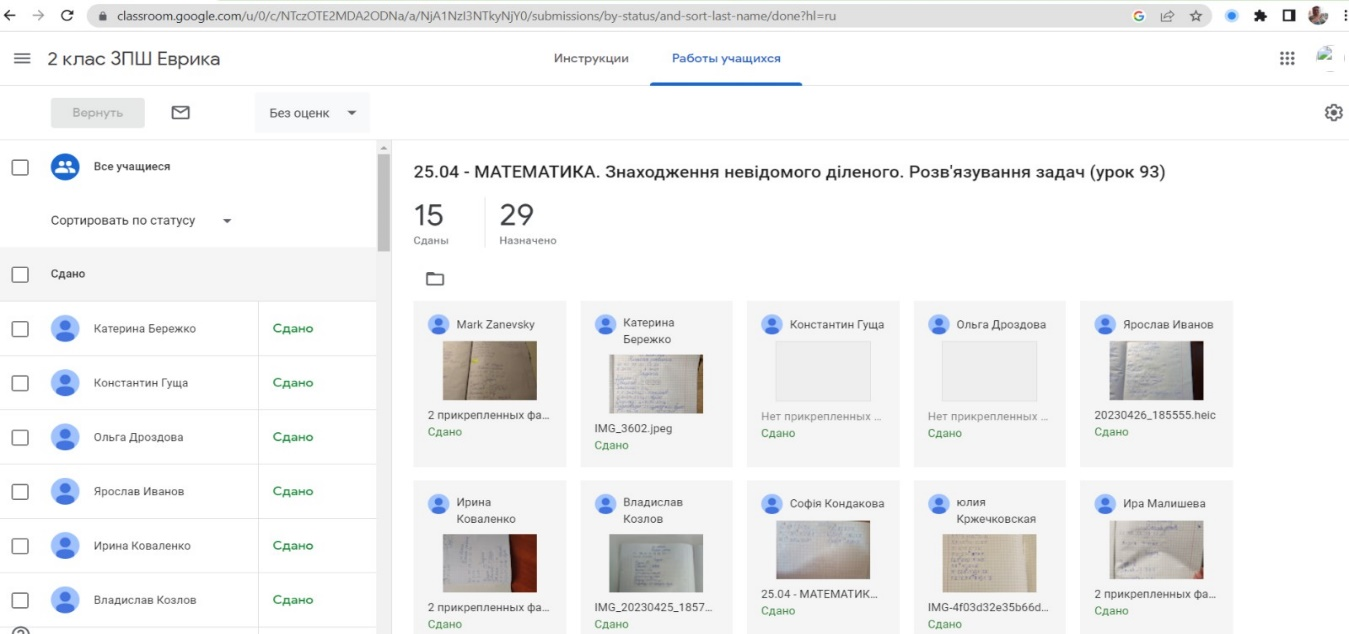 classroom.google.com/u/0/c/NTczOTE2MDA2ODNa/a/NjA1NzI3NTkyNjY0/submissions/by-status/and-sort-last-name/done?hl=ru
2 клас ЗПШ Еврика
Инструкции
Работы учащихся
Вернуть
Без оценк
Все учащиеся
Сортировать по статусу
Сдано
Катерина Бережко Сдано
Константин Гуща Сдано
Ольга Дроздова Сдано
Ярослав Иванов Сдано
Ирина Коваленко Сдано
Владислав Козлов Сдано
25.04 - МАТЕМАТИКА. Знаходження невідомого діленого. Розв'язування задач (урок 93)
15 29
Сданы Назначено
Mark Zanevsky
2 прикрепленных фа...
Сдано
Катерина
Бережко
IMG_3602.jpeg
Сдано
Константин Гуща
Нет прикрепленных ...
Сдано
Ольга Дроздова
Нет прикрепленных ...
Сдано
Ярослав Иванов
20230426_185555.heic
Сдано
Ирина
Коваленко
2 прикрепленных фа...
Сдано
Владислав
Козлов
IMG_20230425_1857...
Сдано
Софія Кондакова
25.04 - МАТЕМАТИК...
Сдано
юлия
Кржечковская
IMG-4f03d32e35b66d...
Сдано
Ира Малишева
2 прикрепленных фа...
Сдано